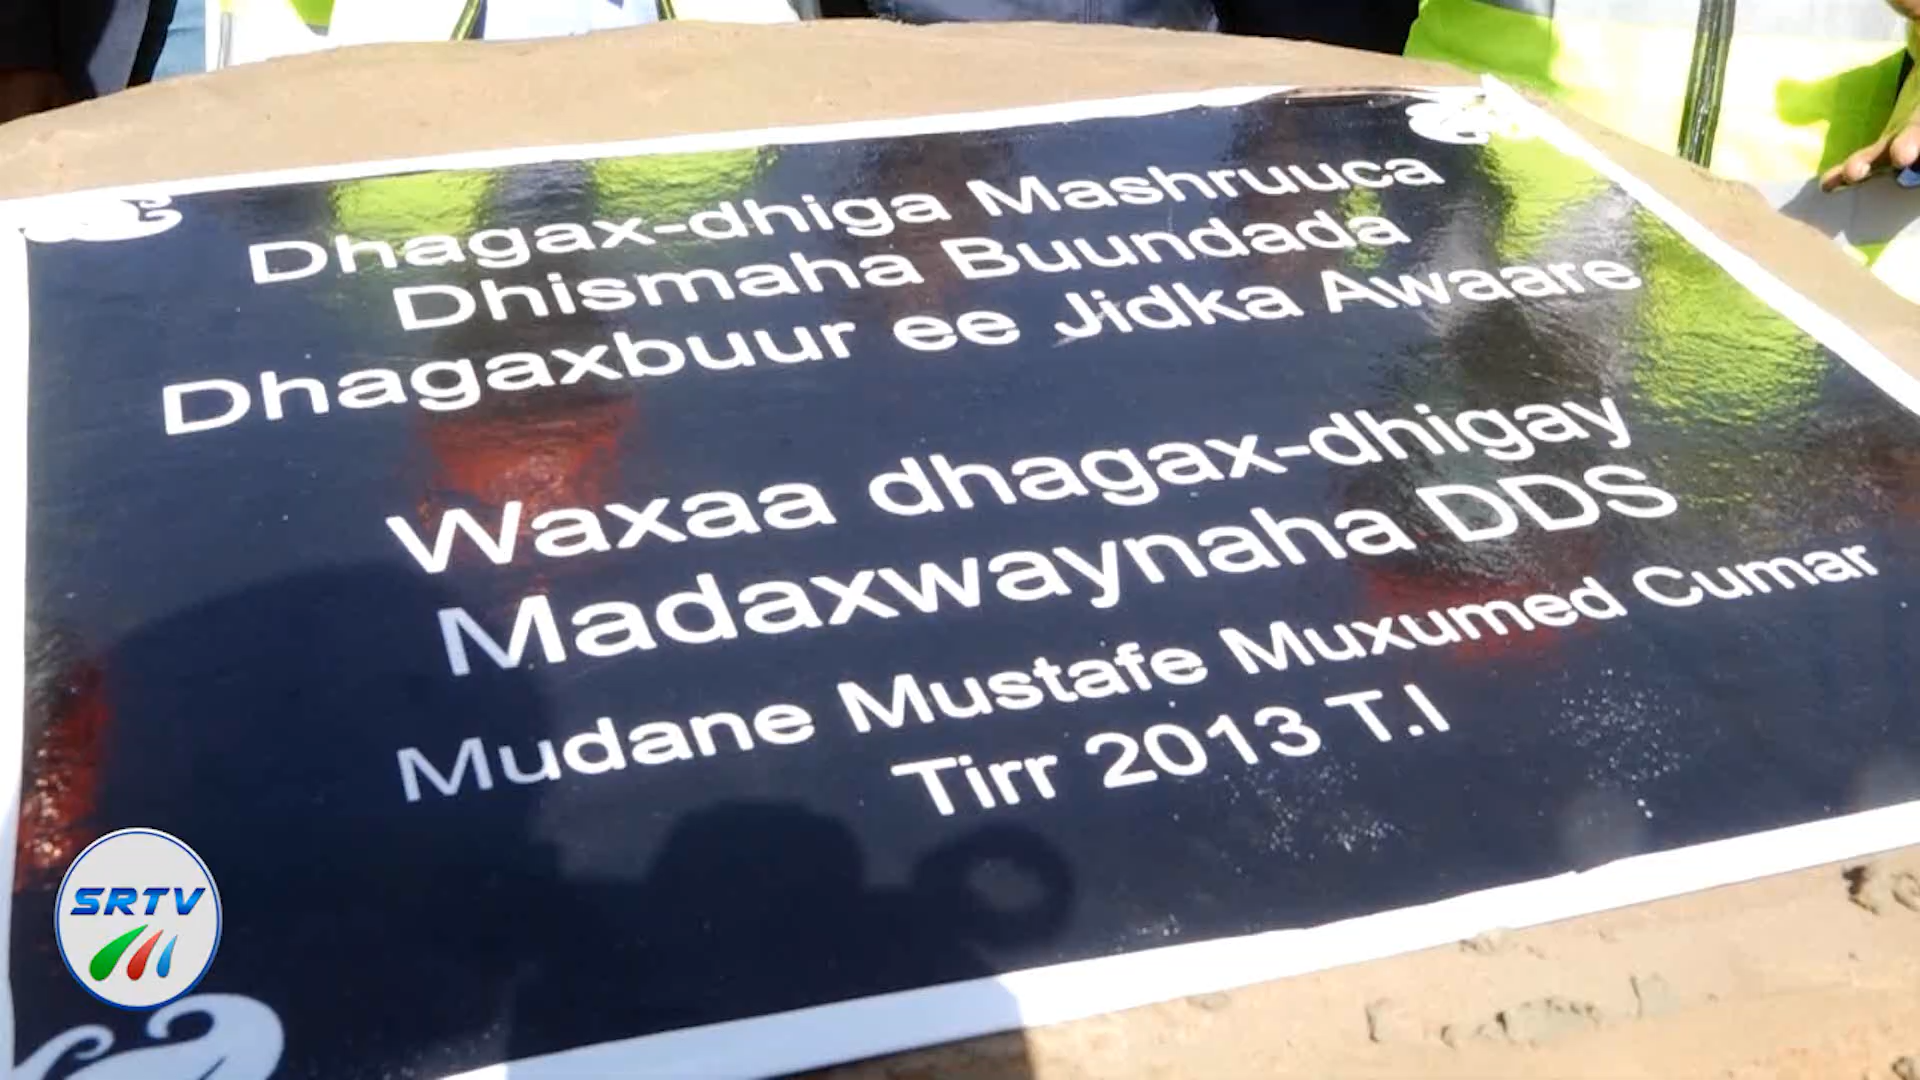 Dhagax-dhiga Mashruuca
Dhismaha Buundada
Dhagaxbuur ee Jidka Awaare
Waxaa dhagax-dhigay
Madaxwaynaha DDS
Mudane Mustafe Muxumed Cumar
Tirr 2013 T.I
SRTV